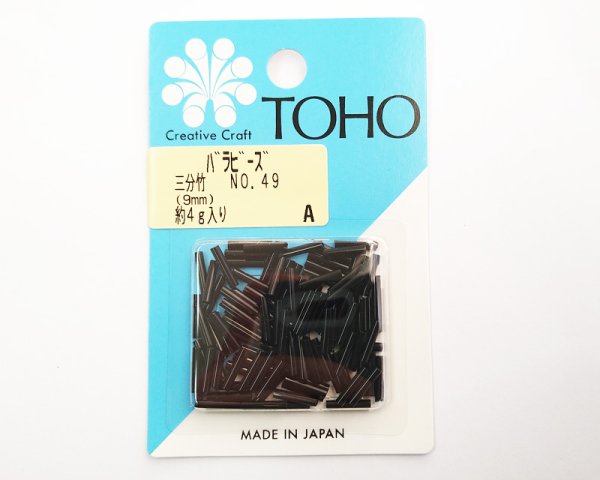 Creative Craft
TOHO
ﾊﾞﾗﾋﾞｰｽﾞ
三分竹 NO.49
(9mm)
約4g入り A
MADE IN JAPAN